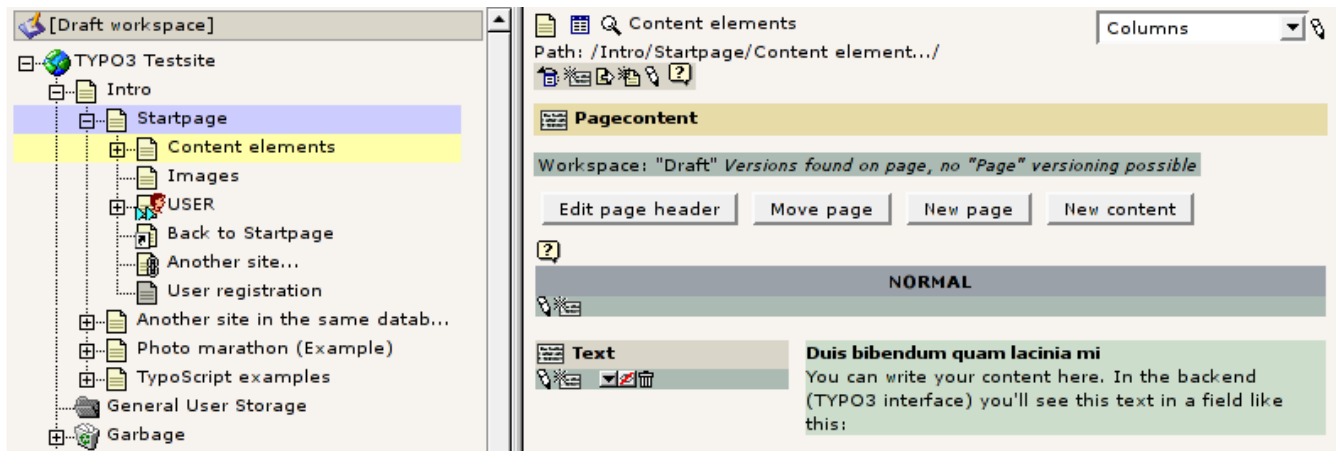 [Draft workspace]
TYPO3 Testsite
Intro
Startpage
Content elements
Images
USER
Back to Startpage
Another site...
User registration
Another site in the same datab...
Photo marathon (Example)
TypoScript examples
General User Storage
Garbage
Content elements
Columns
Path: /Intro/Startpage/Content element.../
Pagecontent
Workspace: "Draft" Versions found on page, no "Page" versioning possible
Edit page header
Move page
New page
New content
NORMAL
Text
Duis bibendum quam lacinia mi
You can write your content here. In the backend
(TYPO3 interface) you'll see this text in a field like
this: